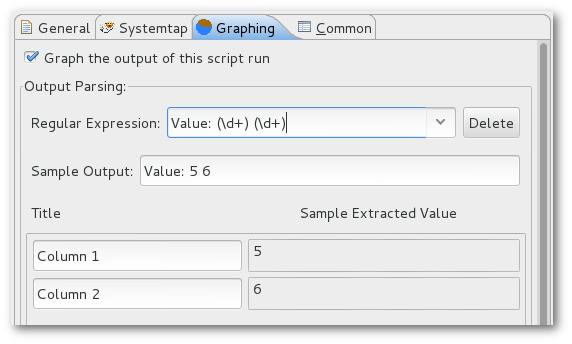 General Systemtap Graphing Common
Graph the output of this script run
Output Parsing:
Regular Expression: Value: (\d+) (\d+) Delete
Sample Output: Value: 5 6
Title Sample Extracted Value
Column 1 5
Column 2 6